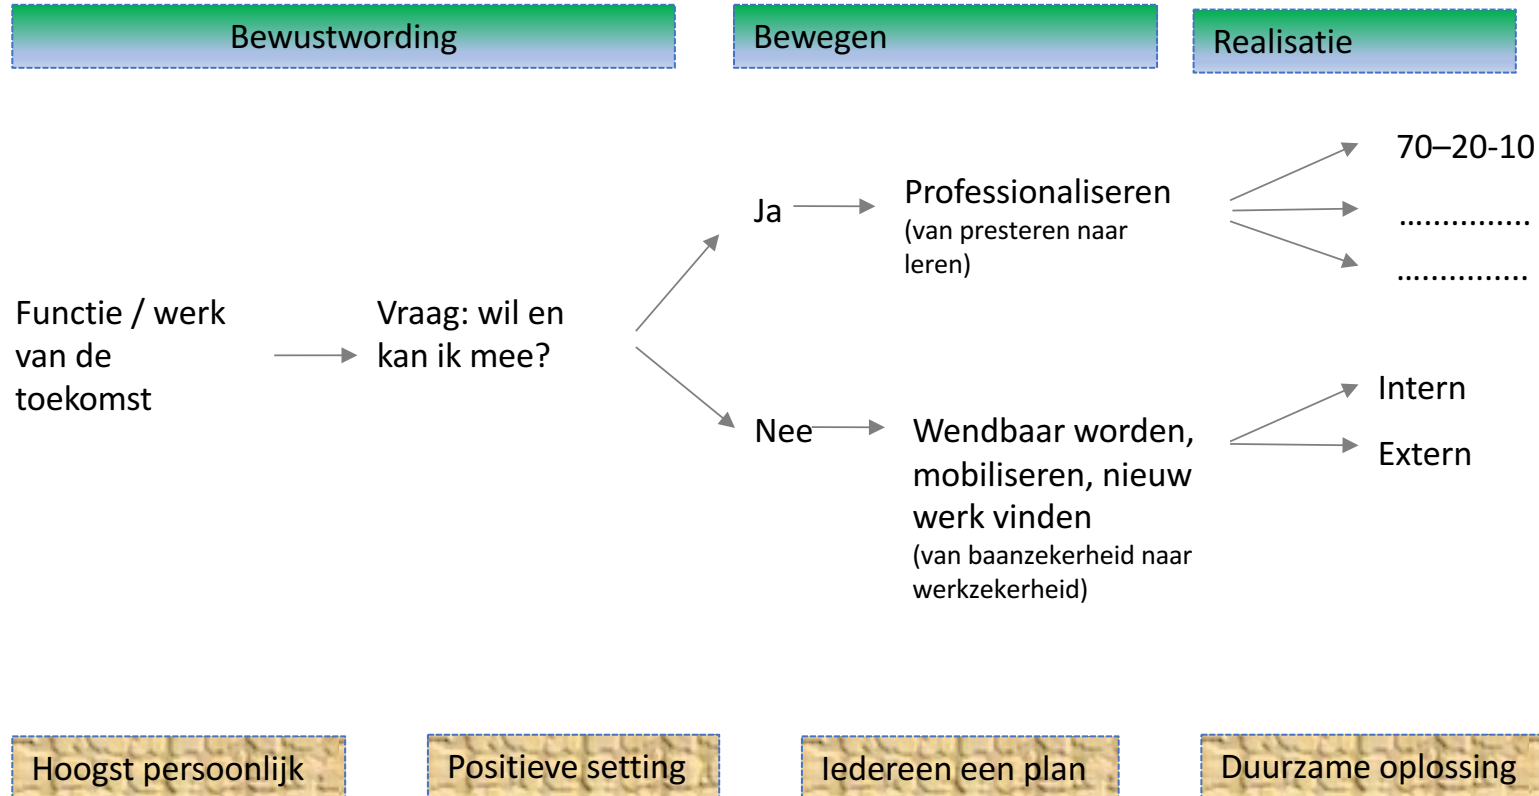 Bewustwording
Bewegen
Realisatie
Functie / werk
van de
toekomst
Vraag: wil en
kan ik mee?
Ja
Professionaliseren
(van presteren naar
leren)
70–20-10
……………
……………
Nee
Wendbaar worden,
mobiliseren, nieuw
werk vinden
(van baanzekerheid naar
werkzekerheid)
Intern
Extern
Hoogst persoonlijk
Positieve setting
Iedereen een plan
Duurzame oplossing